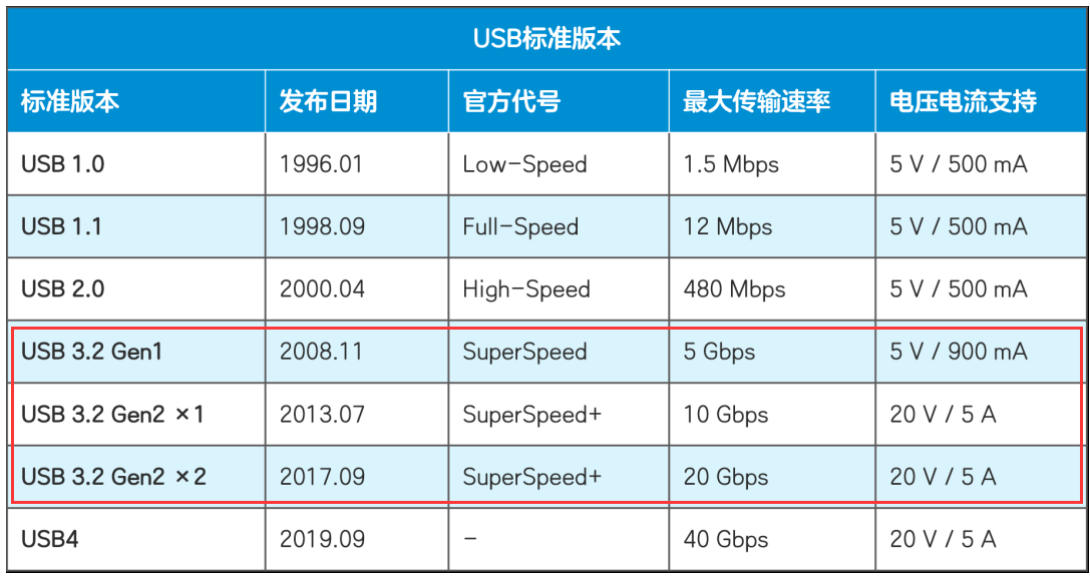 USB标准版本
标准版本 发布日期 官方代号 最大传输速率 电压电流支持
USB 1.0 1996.01 Low-Speed 1.5 Mbps 5 V / 500 mA
USB 1.1 1998.09 Full-Speed 12 Mbps 5 V / 500 mA
USB 2.0 2000.04 High-Speed 480 Mbps 5 V / 500 mA
USB 3.2 Gen1 2008.11 SuperSpeed 5 Gbps 5 V / 900 mA
USB 3.2 Gen2 ×1 2013.07 SuperSpeed+ 10 Gbps 20 V / 5 A
USB 3.2 Gen2 ×2 2017.09 SuperSpeed+ 20 Gbps 20 V / 5 A
USB4 2019.09 - 40 Gbps 20 V / 5 A